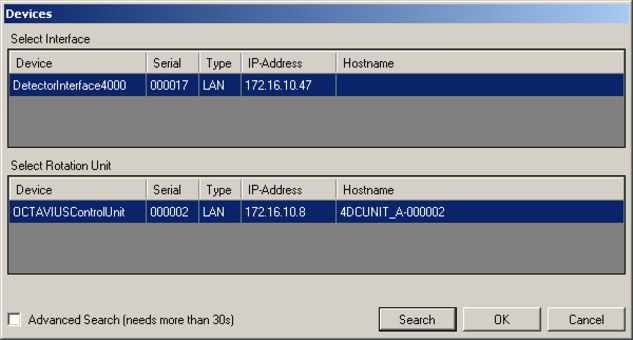 Devices
Select Interface
Device Serial Type IP-Address Hostname
DetectorInterface4000 000017 LAN 172.16.10.47
Select Rotation Unit
Device Serial Type IP-Address Hostname
OCTAVIUSControlUnit 000002 LAN 172.16.10.8 4DCUNIT_A-000002
Advanced Search (needs more than 30s) Search OK Cancel